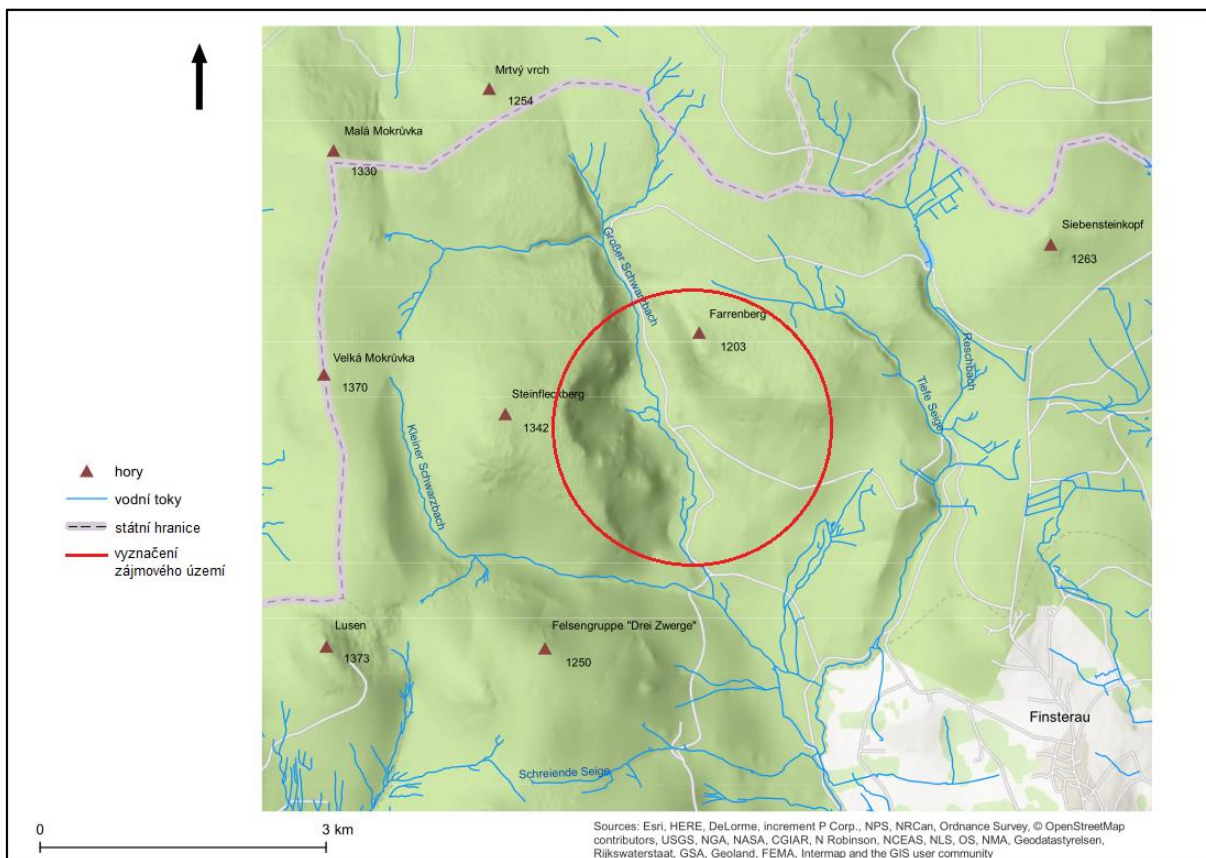 Mrtvý vrch
1254
Malá Mokrůvka
1330
Siebensteinkopf
1263
Großer Schwarzbach
Farrenberg
1203
Reschbach
Velká Mokrůvka
1370
Steinfleckberg
1342
Tiefe Seige
Kleiner Schwarzbach
hory
vodní toky
státní hranice
vyznačení
zájmového území
Lusen
1373
Felsengruppe "Drei Zwerge"
1250
Finsterau
Schreiende Seige
0
3 km
Sources: Esri, HERE, DeLorme, increment P Corp., NPS, NRCan, Ordnance Survey, © OpenStreetMap
contributors, USGS, NGA, NASA, CGIAR, N Robinson, NCEAS, NLS, OS, NMA, Geodatastyrelsen,
Rijkswaterstaat, GSA, Geoland, FEMA, Intermap and the GIS user community